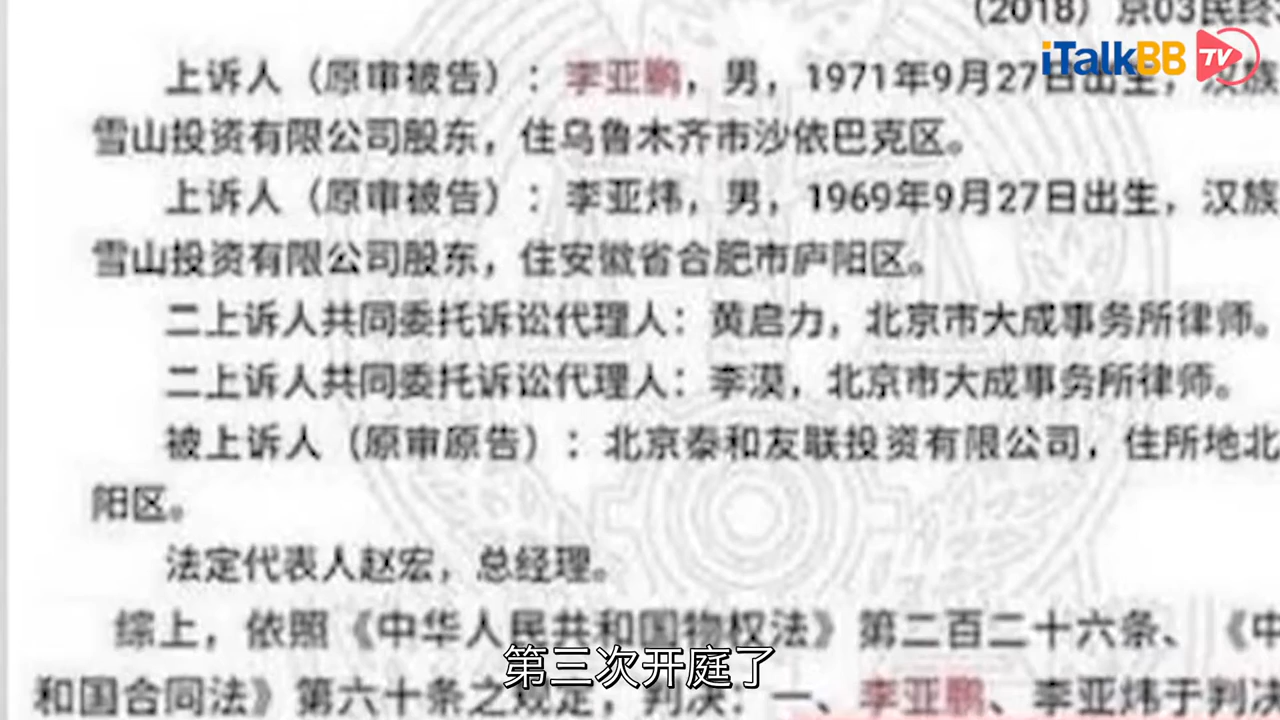 （2018）京03民终
iTalkBB TV
上诉人（原审被告）：李亚鹏，男，1971年9月27日出生，汉族
雪山投资有限公司股东，住乌鲁木齐市沙依巴克区。
上诉人（原审被告）：李亚炜，男，1969年9月27日出生，汉族
雪山投资有限公司股东，住安徽省合肥市庐阳区。
二上诉人共同委托诉讼代理人：黄启力，北京市大成事务所律师。
二上诉人共同委托诉讼代理人：李漠，北京市大成事务所律师。
被上诉人（原审原告）：北京泰和友联投资有限公司，住所地北
阳区。
法定代表人赵宏，总经理。
综上，依照《中华人民共和国物权法》第二百二十六条、《中
和国合同法》第六十条之规定，判决：一、李亚鹏、李亚炜于判决
第三次开庭了